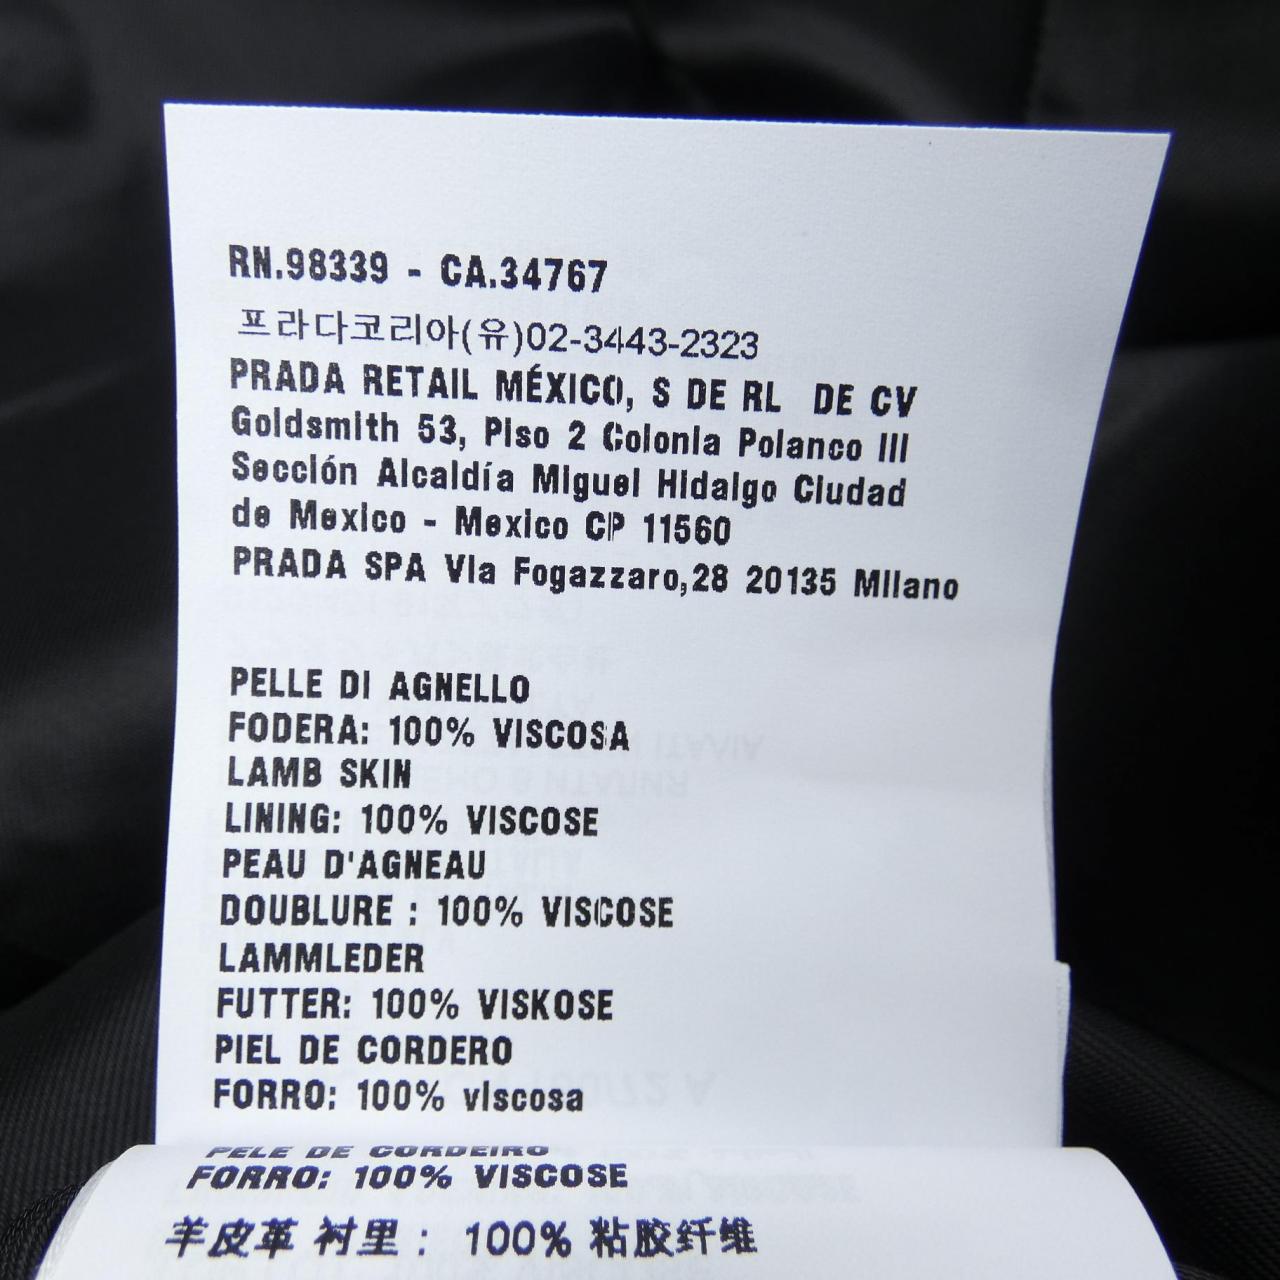 RN.98339 - CA.34767
프라다코리아(유)02-3443-2323
PRADA RETAIL MÉXICO, S DE RL DE CV
Goldsmith 53, Piso 2 Colonia Polanco III
Sección Alcaldía Miguel Hidalgo Ciudad
de Mexico - Mexico CP 11560
PRADA SPA Via Fogazzaro,28 20135 Milano
PELLE DI AGNELLO
FODERA: 100% VISCOSA
LAMB SKIN
LINING: 100% VISCOSE
PEAU D'AGNEAU
DOUBLURE : 100% VISCOSE
LAMMLEDER
FUTTER: 100% VISKOSE
PIEL DE CORDERO
FORRO: 100% viscosa
PELE DE CORDEIRO
FORRO: 100% VISCOSE
羊皮革 衬里: 100% 粘胶纤维